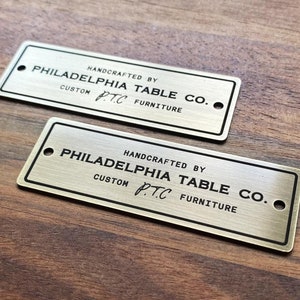 HANDCRAFTED BY
PHILADELPHIA TABLE CO.
CUSTOM P.T.C FURNITURE
HANDCRAFTED BY
PHILADELPHIA TABLE CO.
CUSTOM P.T.C FURNITURE